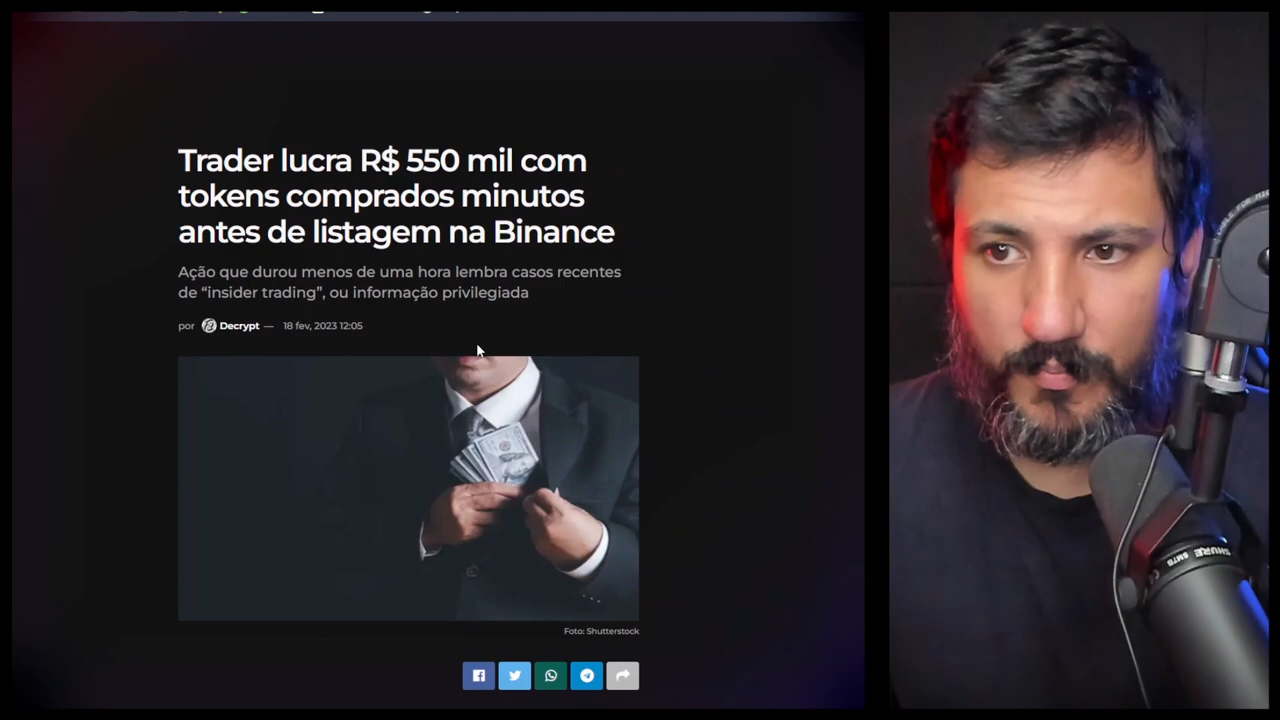 Trader lucra R$ 550 mil com
tokens comprados minutos
antes de listagem na Binance
Ação que durou menos de uma hora lembra casos recentes
de “insider trading”, ou informação privilegiada
por Decrypt — 18 fev, 2023 12:05
Foto: Shutterstock
SHURE SM7B